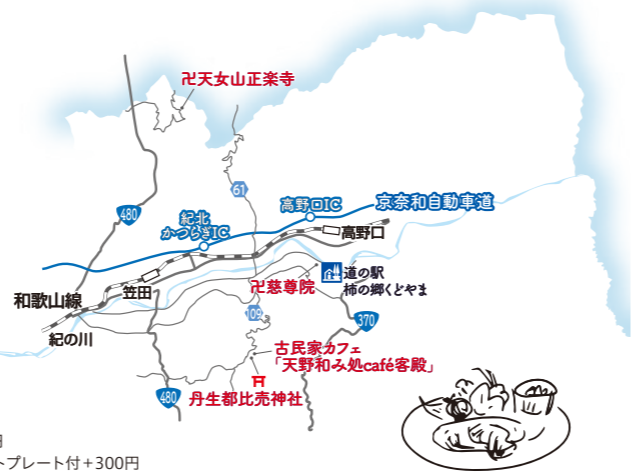 卍天女山正楽寺
61
480
高野口IC
京奈和自動車道
紀北
かつらぎIC
高野口
道の駅
柿の郷くどやま
卍慈尊院
笠田
和歌山線
紀の川
109
370
古民家カフェ
「天野和み処café客殿」
480
丹生都比売神社
円
トプレート付+300円